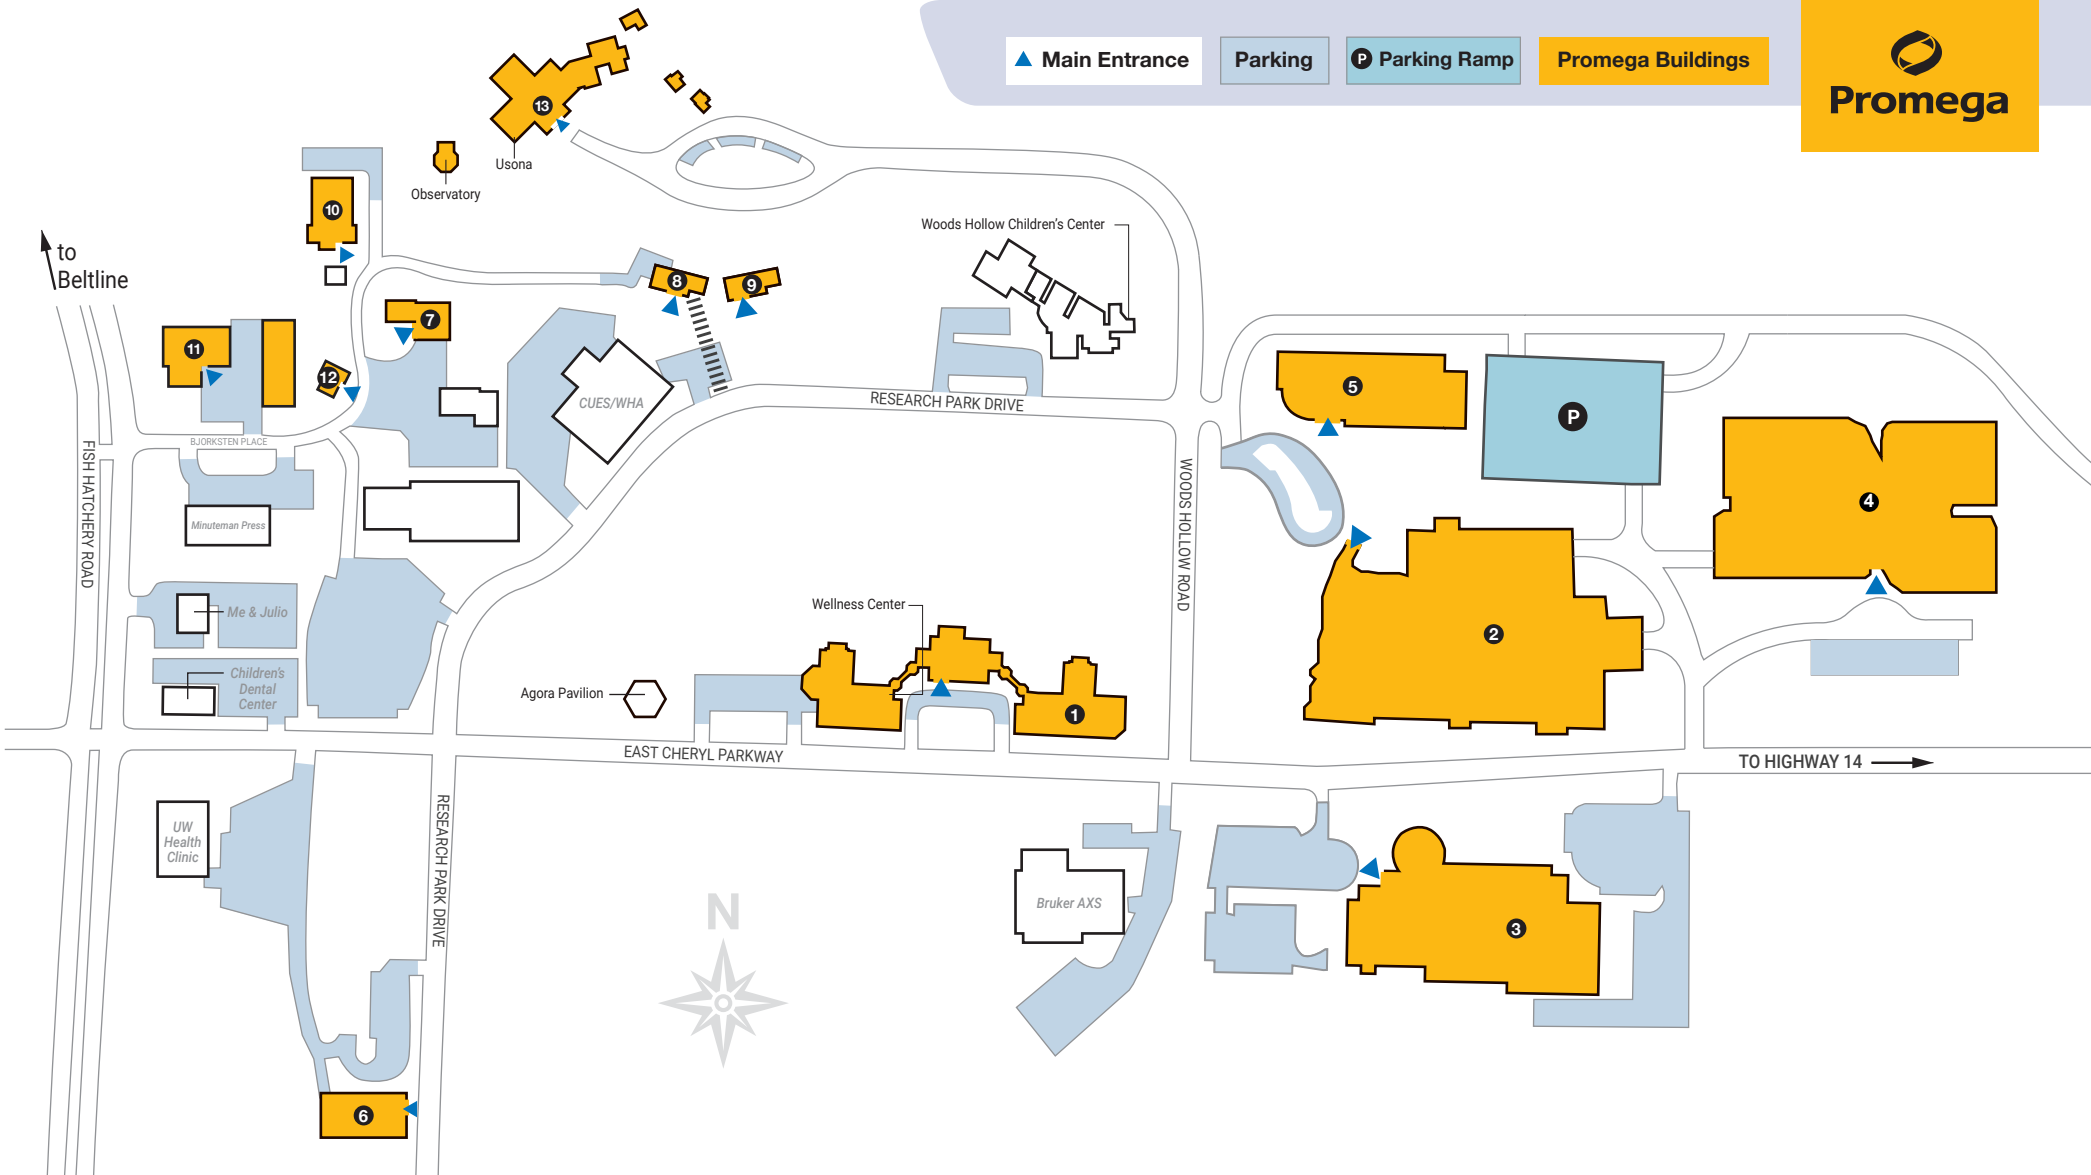 Main Entrance
Parking
P Parking Ramp
Promega Buildings
Promega
13
Usona
Observatory
10
to
Beltline
Woods Hollow Children's Center
8
9
7
11
12
5
P
CUES/WHA
RESEARCH PARK DRIVE
BJORKSTEN PLACE
FISH HATCHERY ROAD
Minuteman Press
WOODS HOLLOW ROAD
4
Me & Julio
Wellness Center
2
Children's
Dental
Center
Agora Pavilion
1
EAST CHERYL PARKWAY
TO HIGHWAY 14
UW
Health
Clinic
RESEARCH PARK DRIVE
N
Bruker AXS
3
6